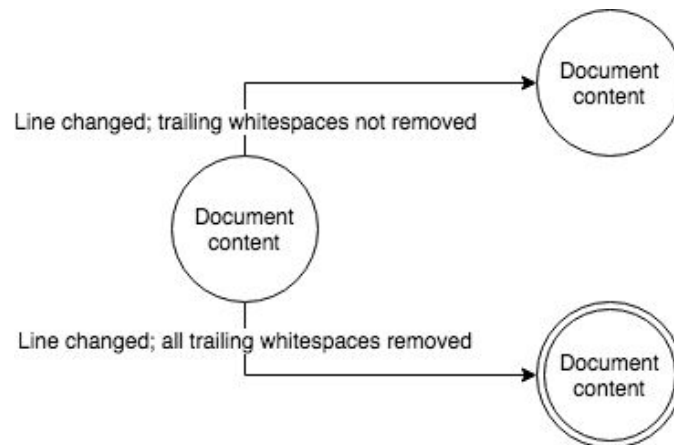 Document
content
Line changed; trailing whitespaces not removed
Document
content
Line changed; all trailing whitespaces removed
Document
content